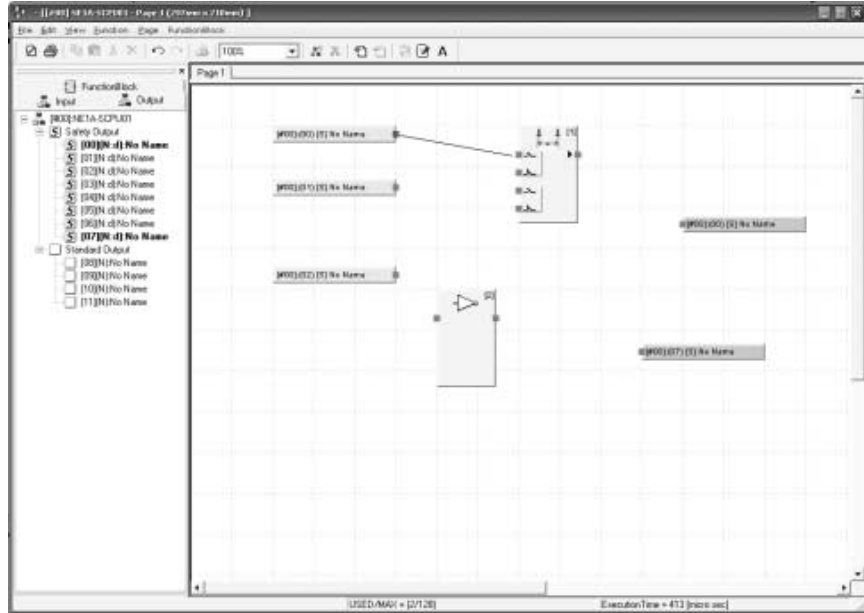 [[#00] NE1A-SCPU01 - Page 1 (297mm x 210mm) ]
File Edit View Function Page FunctionBlock
100%
A
Page 1
FunctionBlock
Input Output
[#00]:NE1A-SCPU01
Safety Output
[00][N:d]:No Name
[01][N:d]:No Name
[02][N:d]:No Name
[03][N:d]:No Name
[04][N:d]:No Name
[05][N:d]:No Name
[06][N:d]:No Name
[07][N:d]:No Name
Standard Output
[08][N]:No Name
[09][N]:No Name
[10][N]:No Name
[11][N]:No Name
[#00]:(00) [S] No Name
[1]
[#00]:(01) [S] No Name
[#00]:(00) [S] No Name
[#00]:(02) [S] No Name
[2]
[#00]:(07) [S] No Name
USED/MAX = [2/128]
ExecutionTime = 413 [micro sec]